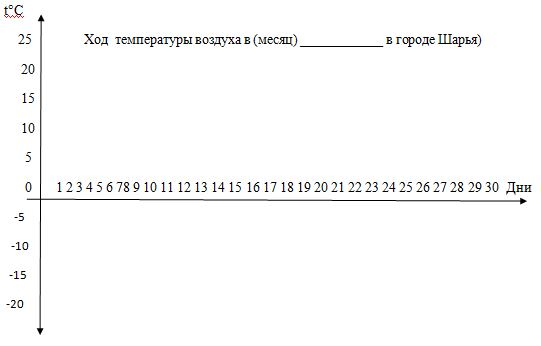 t°C
25 Ход температуры воздуха в (месяц) ____________ в городе Шарья)
20
15
10
5
0 1 2 3 4 5 6 78 9 10 11 12 13 14 15 16 17 18 19 20 21 22 23 24 25 26 27 28 29 30 Дни
-5
-10
-15
-20